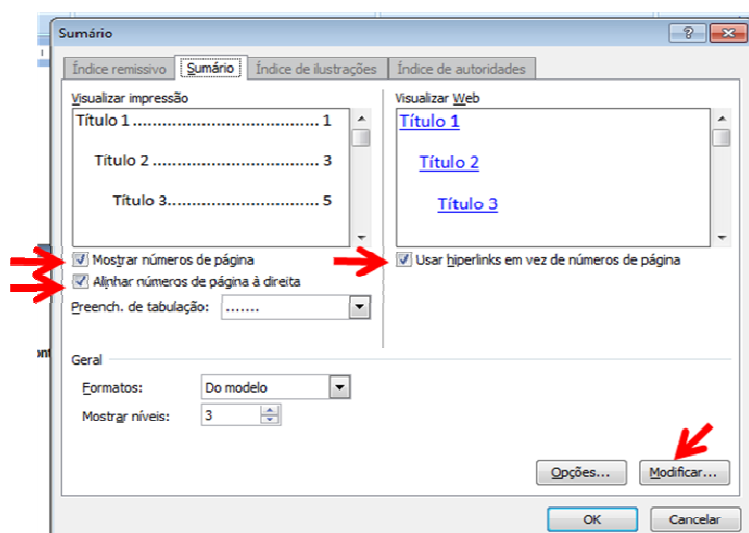 Sumário
Índice remissivo Sumário Índice de ilustrações Índice de autoridades
Visualizar impressão Visualizar Web
Título 1.................................... 1 Título 1
Título 2.................................. 3 Título 2
Título 3............................... 5 Título 3
Mostrar números de página Usar hiperlinks em vez de números de página
Alinhar números de página à direita
Preench. de tabulação: .......
Geral
Formatos: Do modelo
Mostrar níveis: 3
Opções... Modificar...
OK Cancelar